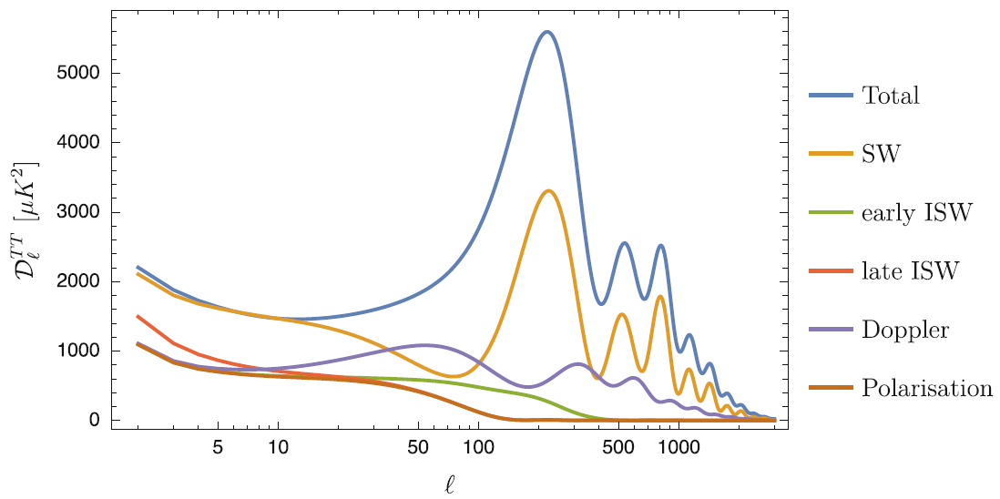 5000
4000
3000
2000
1000
0
5 10 50 100 500 1000
ℓ
𝒟_ℓ^{TT} [μK²]
Total
SW
early ISW
late ISW
Doppler
Polarisation